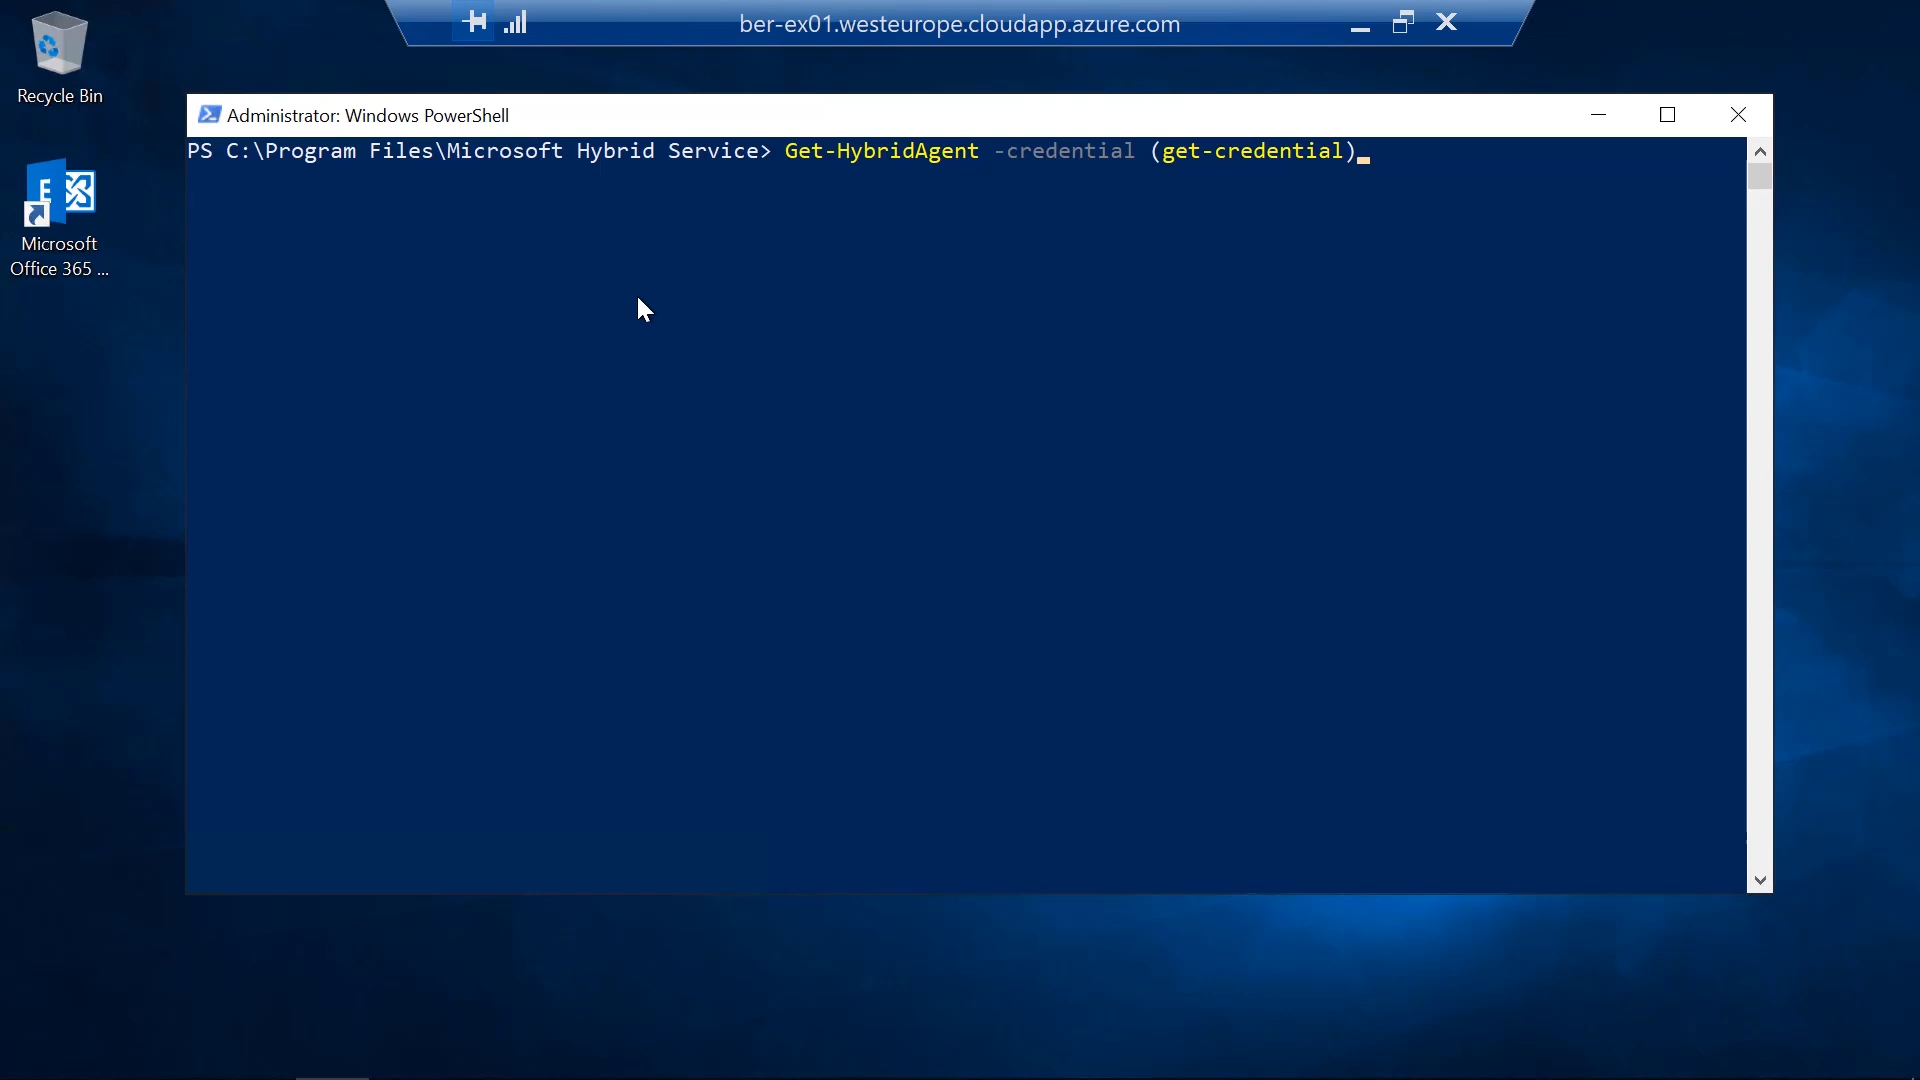 ber-ex01.westeurope.cloudapp.azure.com
Recycle Bin
Microsoft
Office 365 ...
Administrator: Windows PowerShell
PS C:\Program Files\Microsoft Hybrid Service> Get-HybridAgent -credential (get-credential)